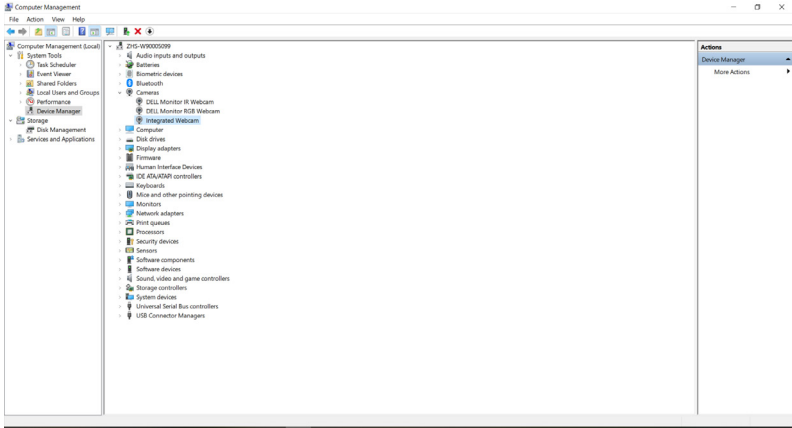 Computer Management
File Action View Help
Computer Management (Local)
System Tools
Task Scheduler
Event Viewer
Shared Folders
Local Users and Groups
Performance
Device Manager
Storage
Disk Management
Services and Applications
ZHS-W90005099
Audio inputs and outputs
Batteries
Biometric devices
Bluetooth
Cameras
DELL Monitor IR Webcam
DELL Monitor RGB Webcam
Integrated Webcam
Computer
Disk drives
Display adapters
Firmware
Human Interface Devices
IDE ATA/ATAPI controllers
Keyboards
Mice and other pointing devices
Monitors
Network adapters
Print queues
Processors
Security devices
Sensors
Software components
Software devices
Sound, video and game controllers
Storage controllers
System devices
Universal Serial Bus controllers
USB Connector Managers
Actions
Device Manager
More Actions